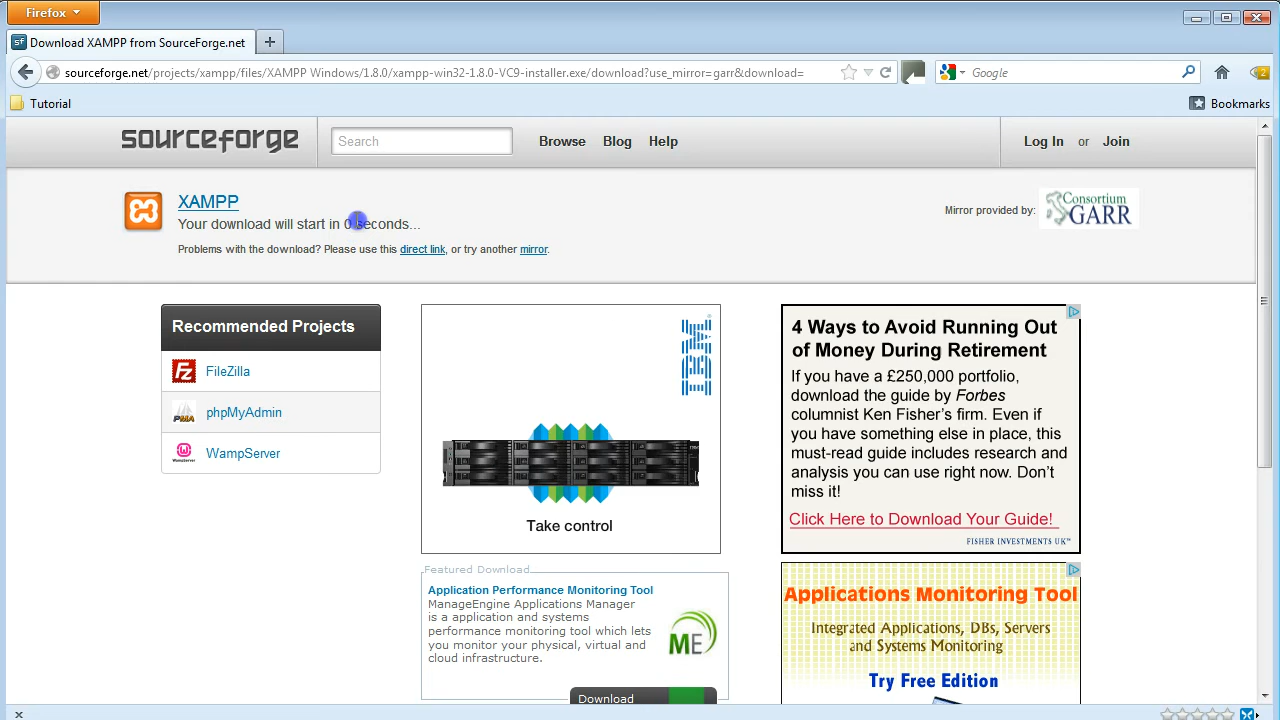 Firefox
Download XAMPP from SourceForge.net
sourceforge.net/projects/xampp/files/XAMPP Windows/1.8.0/xampp-win32-1.8.0-VC9-installer.exe/download?use_mirror=garr&download=
Google
2
Tutorial
Bookmarks
sourceforge
Search
Browse
Blog
Help
Log In or Join
XAMPP
Your download will start in 0 seconds...
Problems with the download? Please use this direct link, or try another mirror.
Mirror provided by:
Consortium
GARR
Recommended Projects
FileZilla
phpMyAdmin
WampServer
IBM
Take control
4 Ways to Avoid Running Out
of Money During Retirement
If you have a £250,000 portfolio,
download the guide by Forbes
columnist Ken Fisher's firm. Even if
you have something else in place, this
must-read guide includes research and
analysis you can use right now. Don't
miss it!
Click Here to Download Your Guide!
FISHER INVESTMENTS UK™
Featured Download
Application Performance Monitoring Tool
ManageEngine Applications Manager
is a application and systems
performance monitoring tool which lets
you monitor your physical, virtual and
cloud infrastructure.
ME
Download
Applications Monitoring Tool
Integrated Applications, DBs, Servers
and Systems Monitoring
Try Free Edition